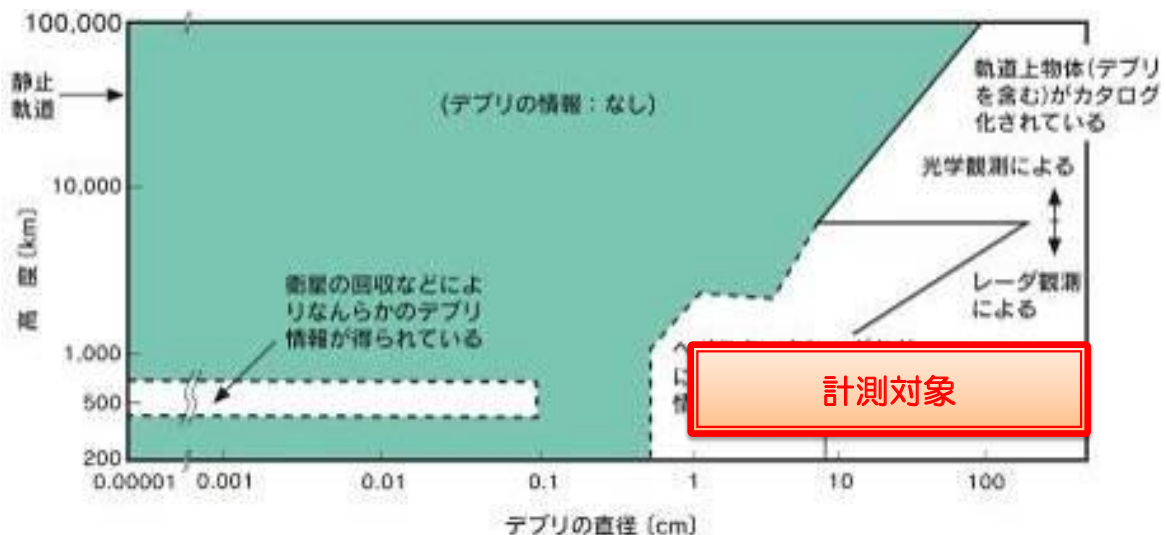 100,000
静止
軌道
(デブリの情報：なし)
軌道上物体(デブリ
を含む)がカタログ
化されている
光学観測による
10,000
高 度 〔km〕
衛星の回収などによ
りなんらかのデブリ
情報が得られている
レーダ観測
による
1,000
計測対象
500
200
0.00001 0.001 0.01 0.1 1 10 100
デブリの直径〔cm〕